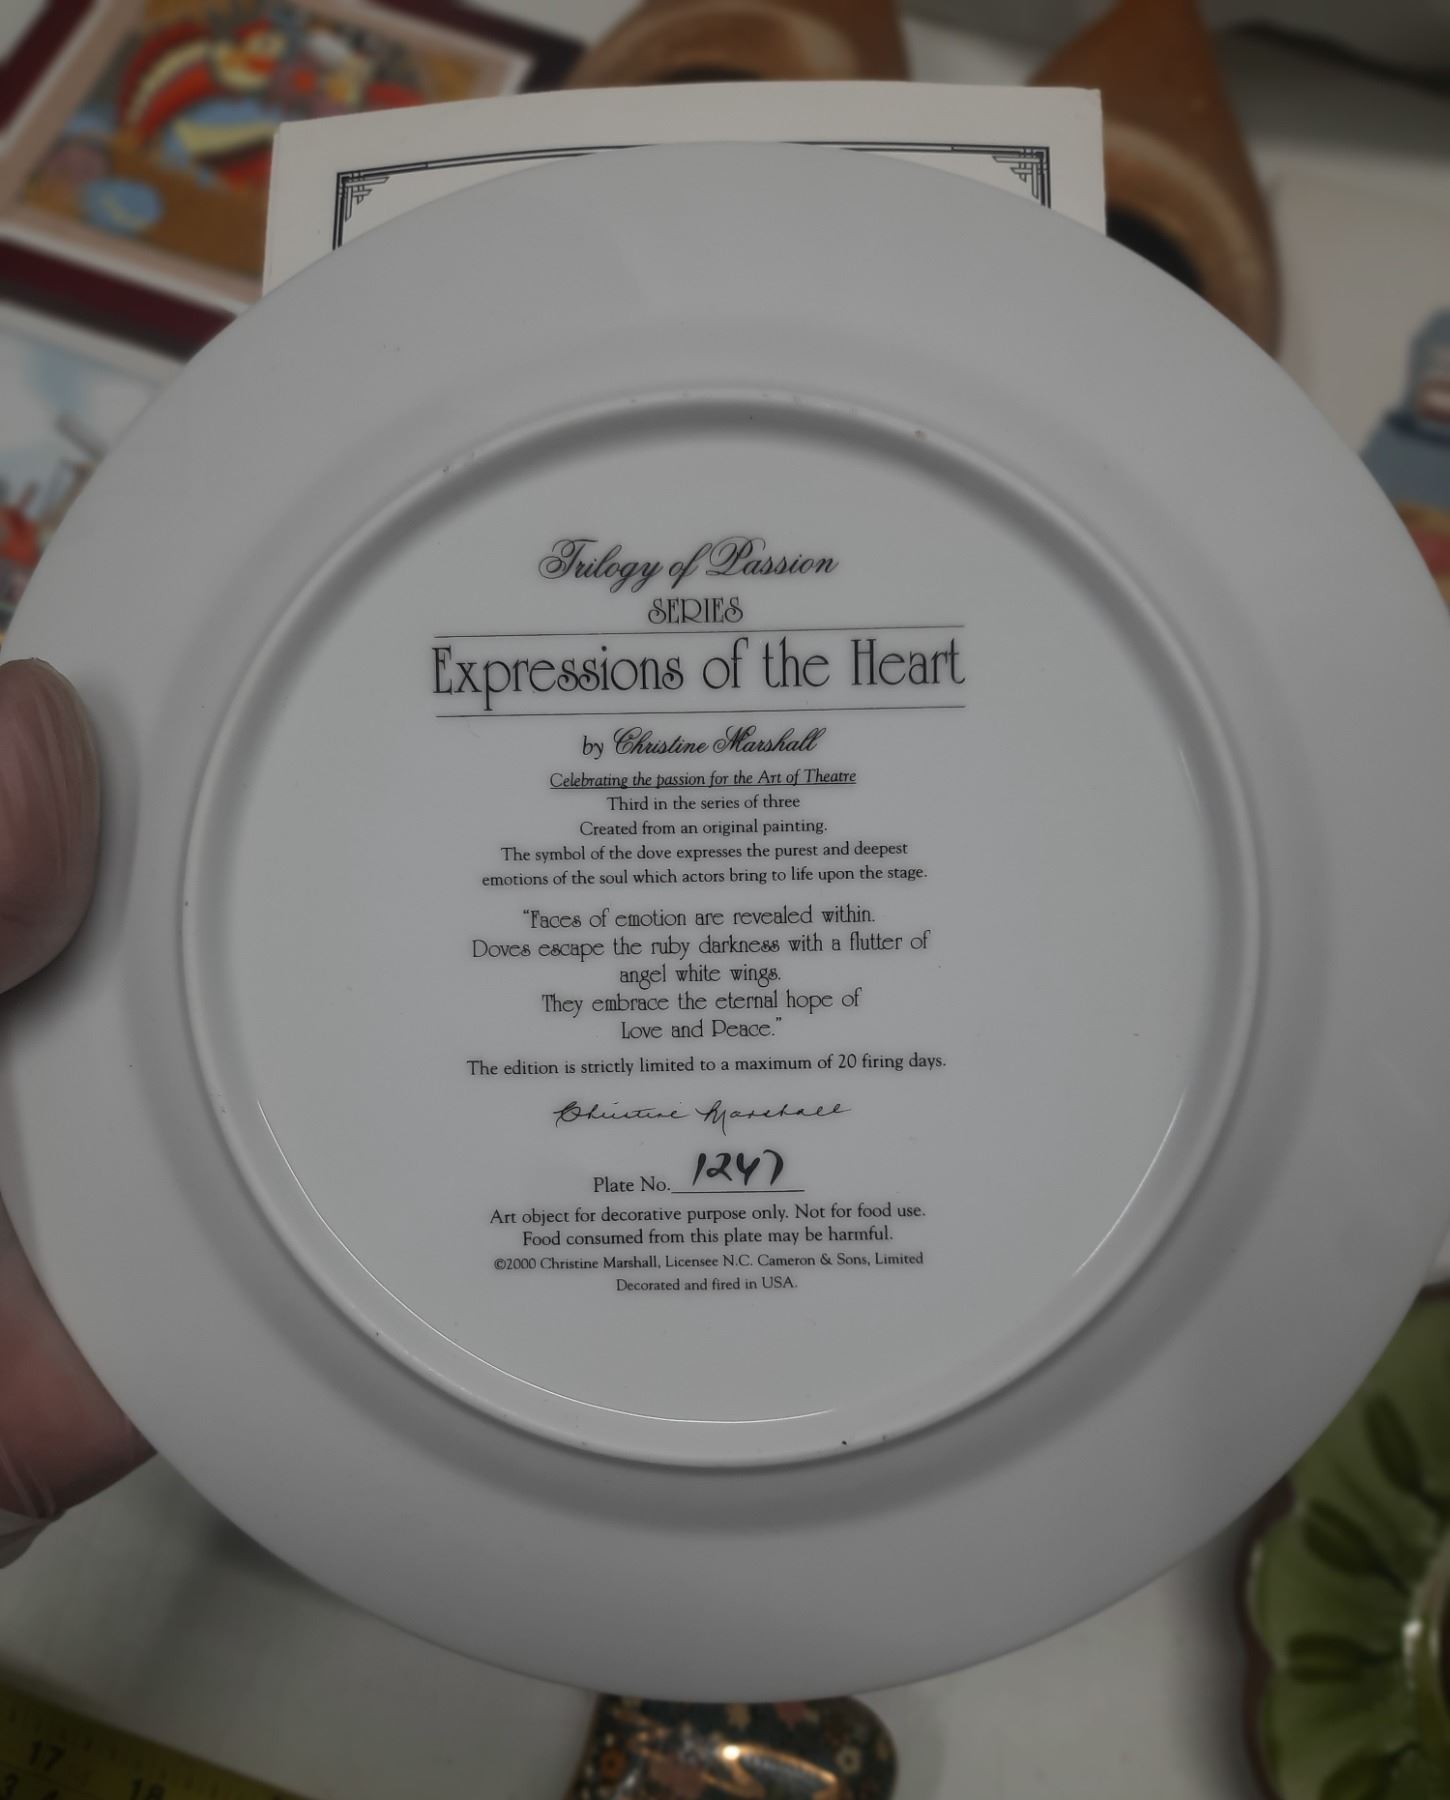 Trilogy of Passion
SERIES
Expressions of the Heart
by Christine Marshall
Celebrating the passion for the Art of Theatre
Third in the series of three
Created from an original painting.
The symbol of the dove expresses the purest and deepest
emotions of the soul which actors bring to life upon the stage.
“Faces of emotion are revealed within.
Doves escape the ruby darkness with a flutter of
angel white wings.
They embrace the eternal hope of
Love and Peace.”
The edition is strictly limited to a maximum of 20 firing days.
Christine Marshall
Plate No. 1247
Art object for decorative purpose only. Not for food use.
Food consumed from this plate may be harmful.
©2000 Christine Marshall, Licensee N.C. Cameron & Sons, Limited
Decorated and fired in USA.
17
18
3